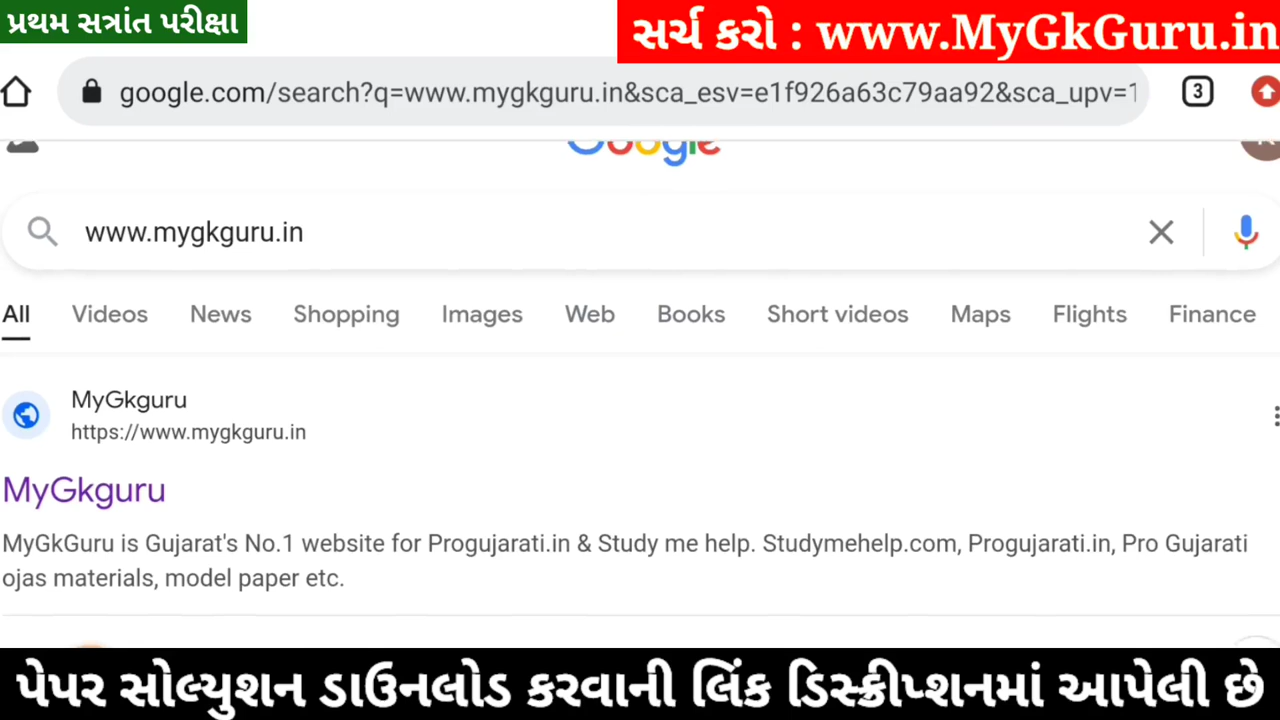 પ્રથમ સત્રાંત પરીક્ષા
સર્ચ કરો : www.MyGkGuru.in
google.com/search?q=www.mygkguru.in&sca_esv=e1f926a63c79aa92&sca_upv=1
3
Google
www.mygkguru.in
All Videos News Shopping Images Web Books Short videos Maps Flights Finance
MyGkguru
https://www.mygkguru.in
MyGkguru
MyGkGuru is Gujarat's No.1 website for Progujarati.in & Study me help. Studymehelp.com, Progujarati.in, Pro Gujarati
ojas materials, model paper etc.
પેપર સોલ્યુશન ડાઉનલોડ કરવાની લિંક ડિસ્ક્રીપ્શનમાં આપેલી છે